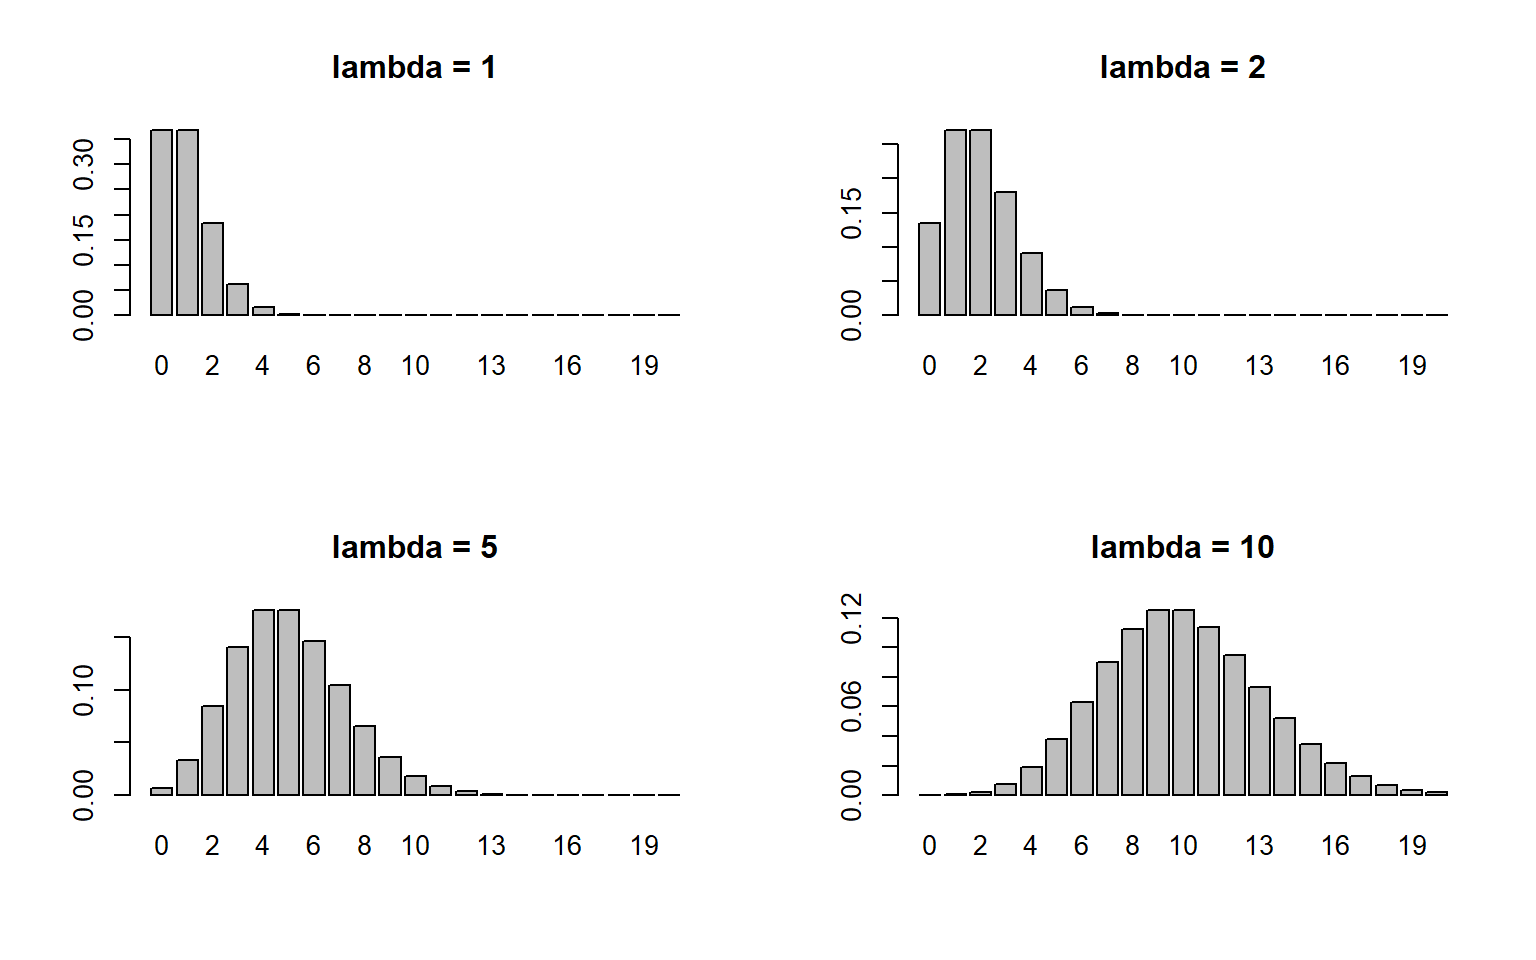 lambda = 1
0.00 0.15 0.30
0 2 4 6 8 10 13 16 19
lambda = 2
0.00 0.15
0 2 4 6 8 10 13 16 19
lambda = 5
0.00 0.10
0 2 4 6 8 10 13 16 19
lambda = 10
0.00 0.06 0.12
0 2 4 6 8 10 13 16 19